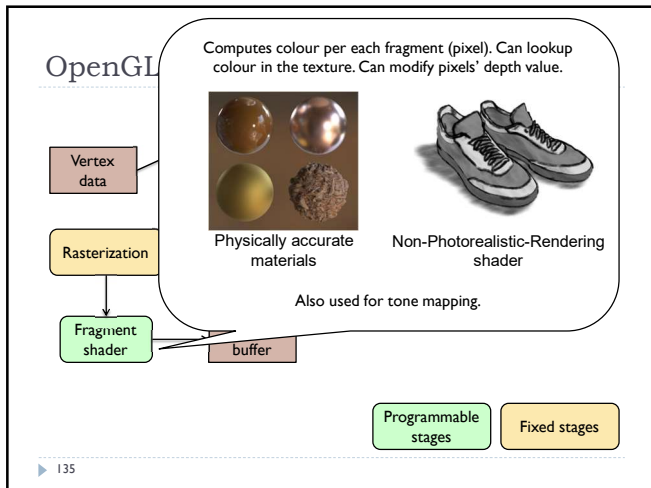 OpenGL
Computes colour per each fragment (pixel). Can lookup
colour in the texture. Can modify pixels' depth value.
Physically accurate
materials
Non-Photorealistic-Rendering
shader
Also used for tone mapping.
Vertex
data
Rasterization
Fragment
shader
buffer
Programmable
stages
Fixed stages
135